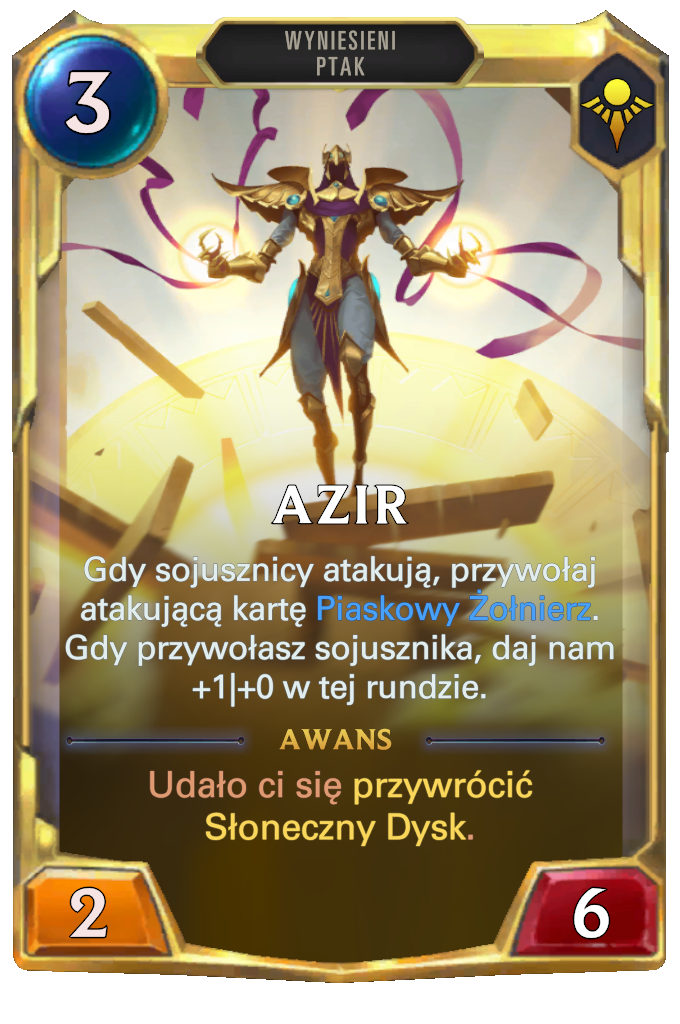 WYNIESIENI
PTAK
3
AZIR
Gdy sojusznicy atakują, przywołaj
atakującą kartę Piaskowy Żołnierz.
Gdy przywołasz sojusznika, daj nam
+1|+0 w tej rundzie.
AWANS
Udało ci się przywrócić
Słoneczny Dysk.
2
6